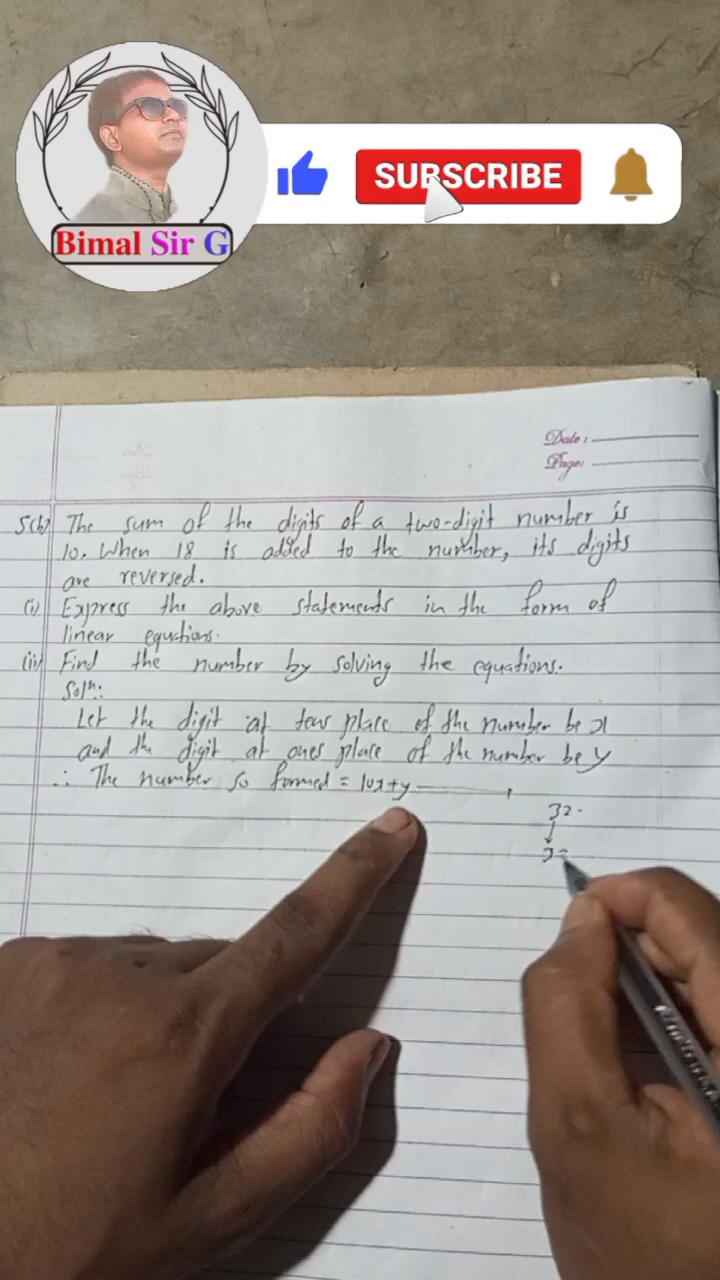 Bimal Sir G
SUBSCRIBE
Date:
Page:
5(b) The sum of the digits of a two-digit number is
10. When 18 is added to the number, its digits
are reversed.
(i) Express the above statements in the form of
linear equations.
(ii) Find the number by solving the equations.
Solⁿ:
Let the digit at tens place of the number be x
and the digit at ones place of the number be y
∴ The number so formed = 10x+y
32